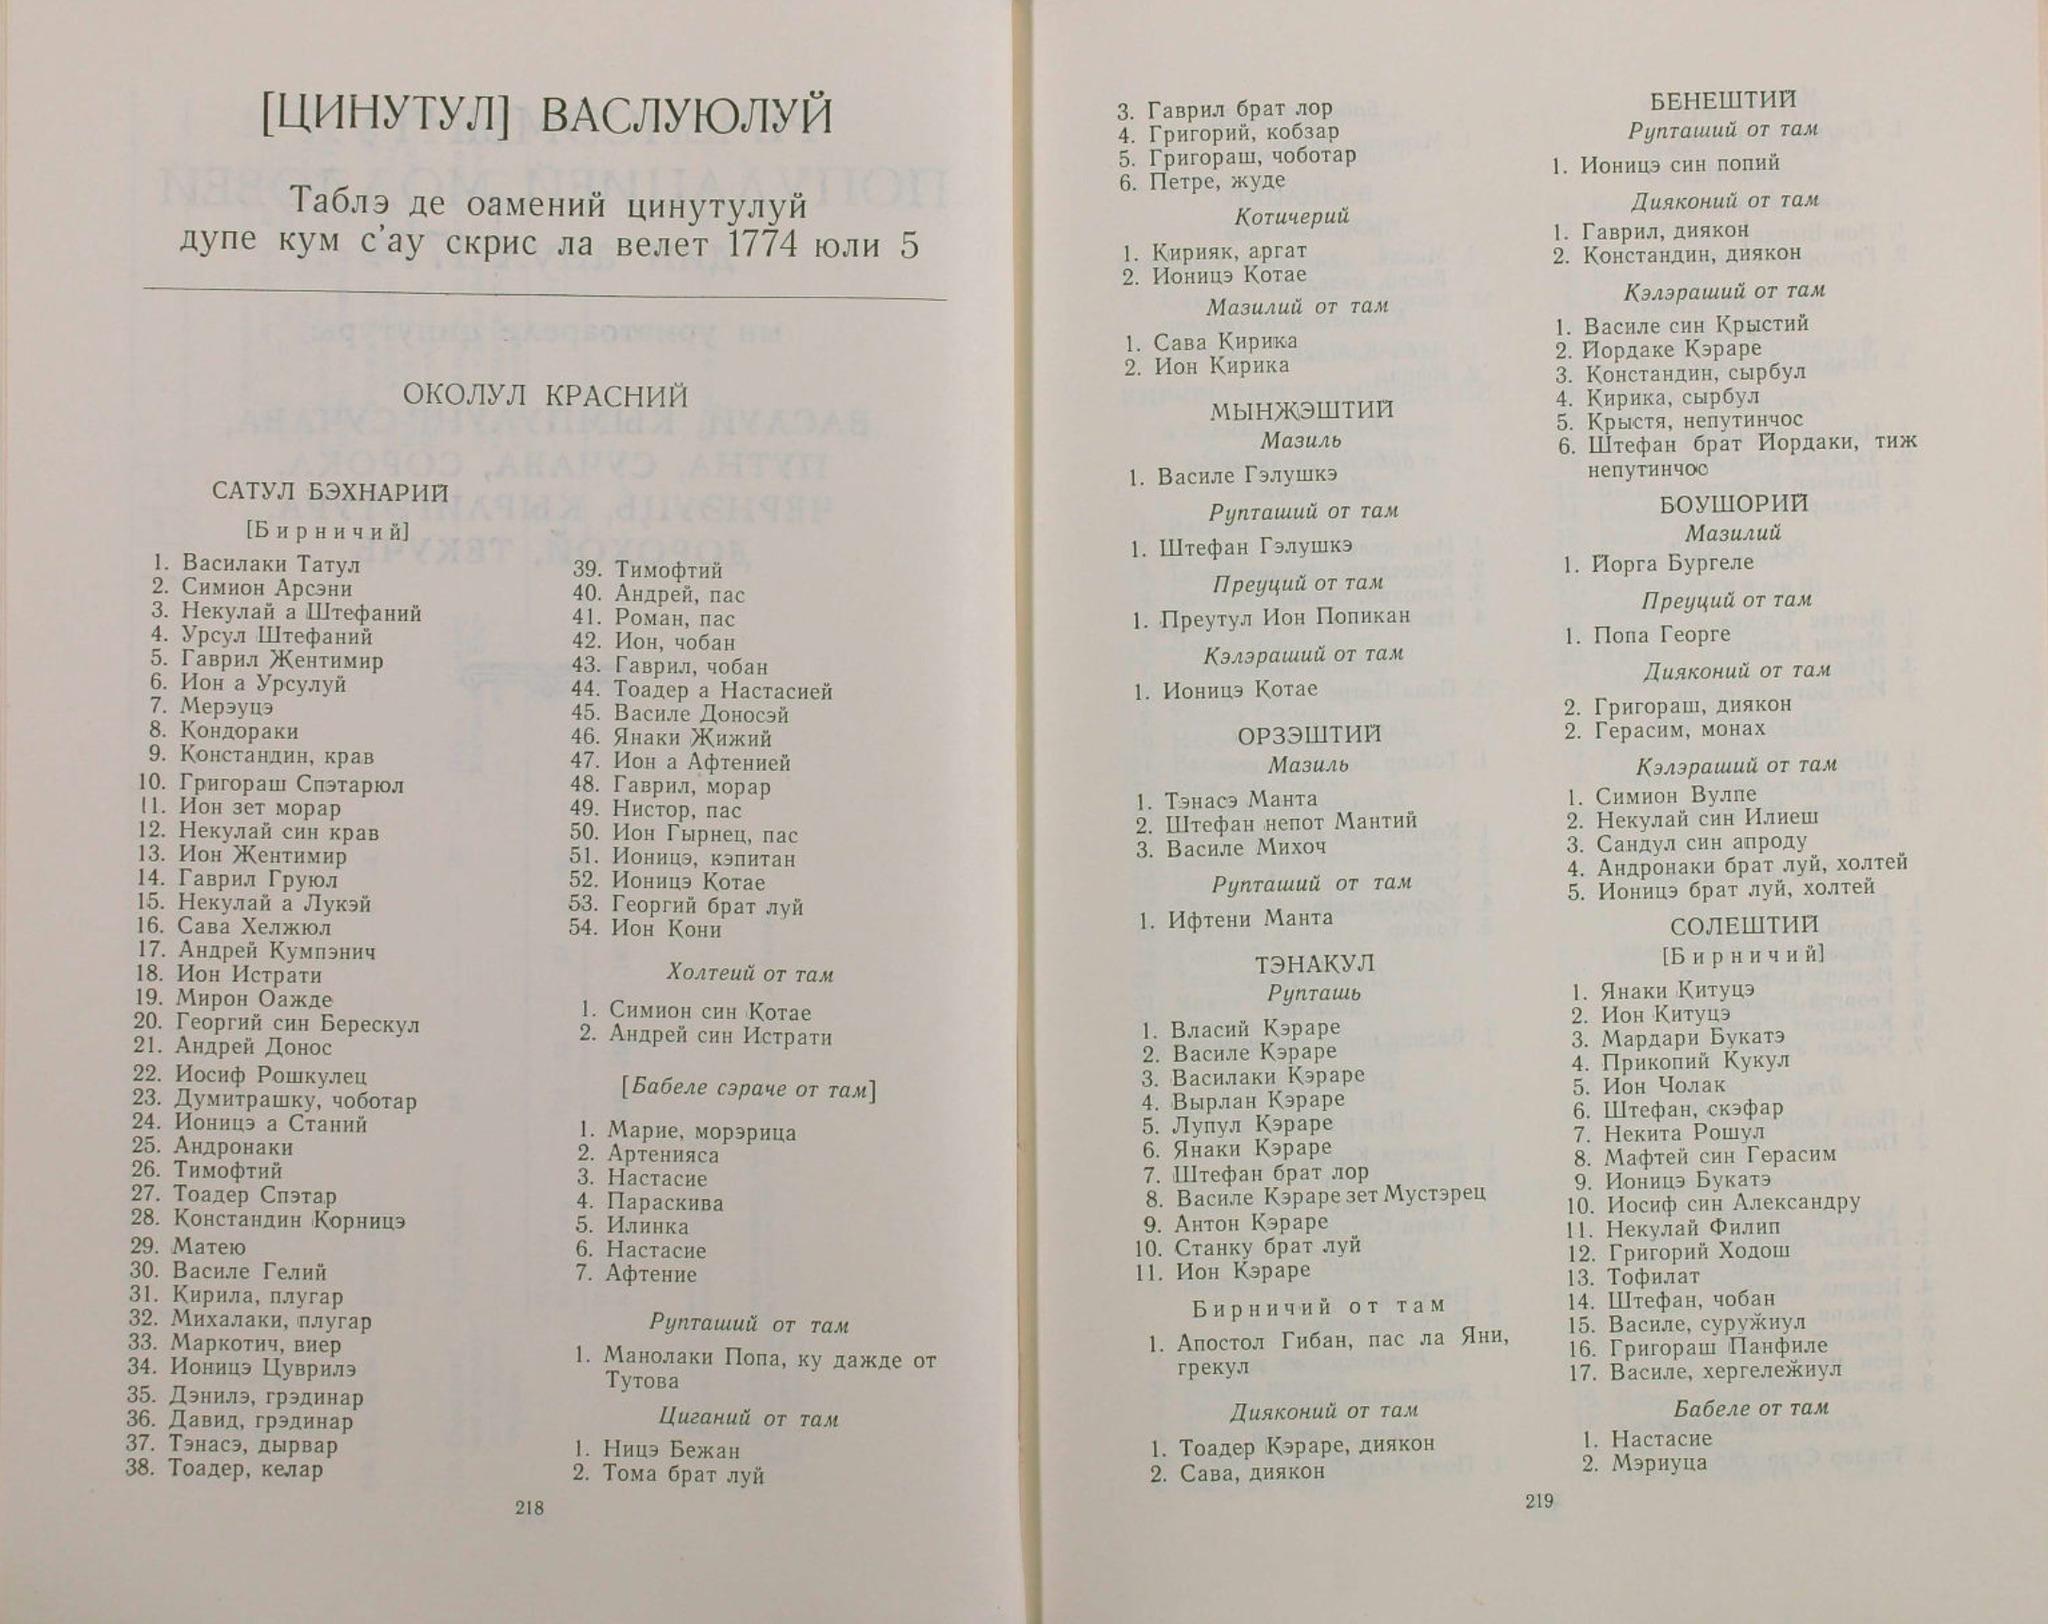 [ЦИНУТУЛ] ВАСЛУЮЛУЙ
Таблэ де оамений цинутулуй
дупе кум с'ау скрис ла велет 1774 юли 5
ОКОЛУЛ КРАСНИЙ
САТУЛ БЭХНАРИЙ
[Бирничий]
1. Василаки Татул
2. Симион Арсэни
3. Некулай а Штефаний
4. Урсул Штефаний
5. Гаврил Жентимир
6. Ион а Урсулуй
7. Мерэуцэ
8. Кондораки
9. Константдин, крав
10. Григораш Спэтарюл
11. Ион зет морар
12. Некулай син крав
13. Ион Жентимир
14. Гаврил Груюл
15. Некулай а Лукэй
16. Сава Хелжюл
17. Андрей Кумпэнич
18. Ион Истрати
19. Мирон Оажде
20. Георгий син Берескул
21. Андрей Донос
22. Иосиф Рошкулец
23. Думитрашку, чоботар
24. Ионицэ а Станий
25. Андронаки
26. Тимофтий
27. Тоадер Спэтар
28. Констандин Корницэ
29. Матею
30. Василе Гелий
31. Кирила, плугар
32. Михалаки, плугар
33. Маркотич, виер
34. Ионицэ Цуврилэ
35. Дэнилэ, грэдинар
36. Давид, грэдинар
37. Тэнасэ, дырвар
38. Тоадер, келар
39. Тимофтий
40. Андрей, пас
41. Роман, пас
42. Ион, чобан
43. Гаврил, чобан
44. Тоадер а Настасией
45. Василе Доносэй
46. Янаки Жижий
47. Ион а Афтенией
48. Гаврил, морар
49. Нистор, пас
50. Ион Гырнец, пас
51. Ионицэ, кэпитан
52. Ионицэ Котае
53. Георгий брат луй
54. Ион Кони
Холтеий от там
1. Симион син Котае
2. Андрей син Истрати
[Бабеле сэраче от там]
1. Марие, морэрица
2. Артенияса
3. Настасие
4. Параскива
5. Илинка
6. Настасие
7. Афтение
Рупташий от там
1. Манолаки Попа, ку дажде от
Тутова
Циганий от там
1. Ницэ Бежан
2. Тома брат луй
218
3. Гаврил брат лор
4. Григорий, кобзар
5. Григораш, чоботар
6. Петре, жуде
Котичерий
1. Кирияк, аргат
2. Ионицэ Котае
Мазилий от там
1. Сава Кирика
2. Ион Кирика
МЫНЖЭШТИЙ
Мазиль
1. Василе Гэлушкэ
Рупташий от там
1. Штефан Гэлушкэ
Преуций от там
1. Преутул Ион Попикан
Кэлэраший от там
1. Ионицэ Котае
ОРЗЭШТИЙ
Мазиль
1. Тэнасэ Манта
2. Штефан непот Мантий
3. Василе Михоч
Рупташий от там
1. Ифтени Манта
ТЭНАКУЛ
Рупташь
1. Власий Кэраре
2. Василе Кэраре
3. Василаки Кэраре
4. Вырлан Кэраре
5. Лупул Кэраре
6. Янаки Кэраре
7. Штефан брат лор
8. Василе Кэраре зет Мустэрец
9. Антон Кэраре
10. Станку брат луй
11. Ион Кэраре
Бирничий от там
1. Апостол Гибан, пас ла Яни,
грекул
Дияконий от там
1. Тоадер Кэраре, диякон
2. Сава, диякон
БЕНЕШТИЙ
Рупташий от там
1. Ионицэ син попий
Дияконий от там
1. Гаврил, диякон
2. Констандин, диякон
Кэлэраший от там
1. Василе син Крыстий
2. Йордаке Кэраре
3. Констандин, сырбул
4. Кирика, сырбул
5. Крыстя, непутинчос
6. Штефан брат Йордаки, тиж
непутинчос
БОУШОРИЙ
Мазилий
1. Йорга Бургеле
Преуций от там
1. Попа Георге
Дияконий от там
2. Григораш, диякон
2. Герасим, монах
Кэлэраший от там
1. Симион Вулпе
2. Некулай син Илиеш
3. Сандул син апроду
4. Андронаки брат луй, холтей
5. Ионицэ брат луй, холтей
СОЛЕШТИЙ
[Бирничий]
1. Янаки Китуцэ
2. Ион Китуцэ
3. Мардари Букатэ
4. Прикопий Кукул
5. Ион Чолак
6. Штефан, скэфар
7. Некита Рошул
8. Мафтей син Герасим
9. Ионицэ Букатэ
10. Иосиф син Александру
11. Некулай Филип
12. Григорий Ходош
13. Тофилат
14. Штефан, чобан
15. Василе, суружиул
16. Григораш Панфиле
17. Василе, хергележиул
Бабеле от там
1. Настасие
2. Мэриуца
219